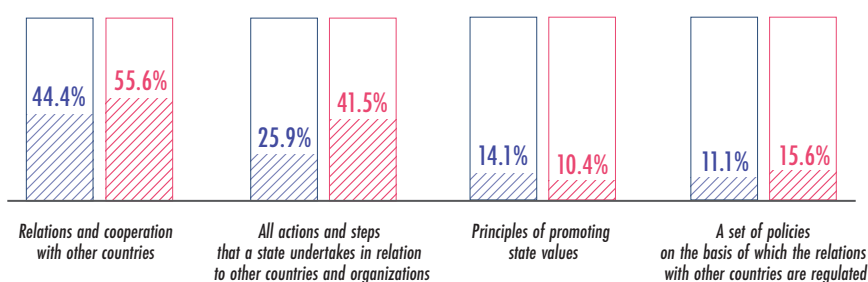 44.4%
55.6%
25.9%
41.5%
14.1%
10.4%
11.1%
15.6%
Relations and cooperation
with other countries
All actions and steps
that a state undertakes in relation
to other countries and organizations
Principles of promoting
state values
A set of policies
on the basis of which the relations
with other countries are regulated